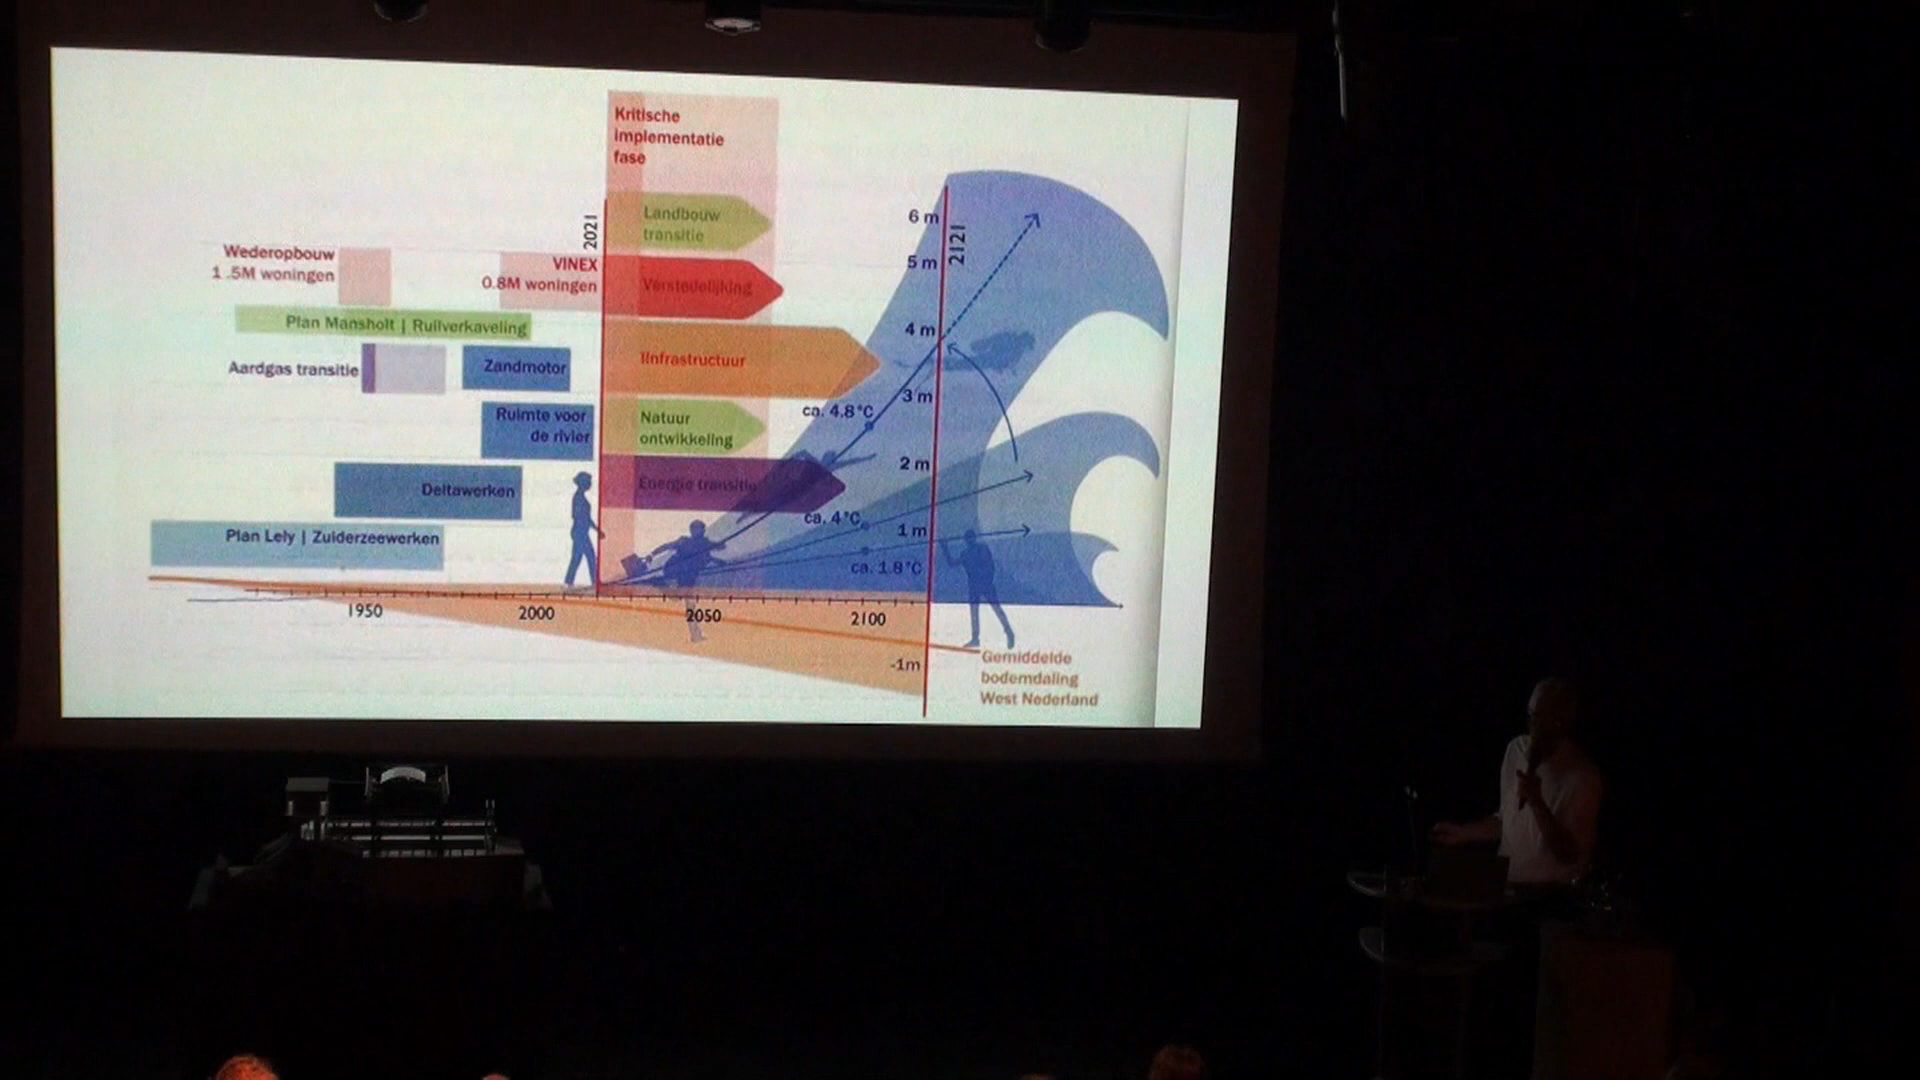 Kritische
implementatie
fase
2021
Landbouw
transitie
Wederopbouw
1 .5M woningen
VINEX
0.8M woningen
Verstedelijking
Plan Mansholt | Ruilverkaveling
IInfrastructuur
Aardgas transitie
Zandmotor
Ruimte voor
de rivier
Natuur
ontwikkeling
Deltawerken
Energie transitie
Plan Lely | Zuiderzeewerken
6 m
2121
5 m
4 m
3 m
ca. 4.8°C
2 m
ca. 4°C
1 m
ca. 1.8°C
1950
2000
2050
2100
-1m
Gemiddelde
bodemdaling
West Nederland